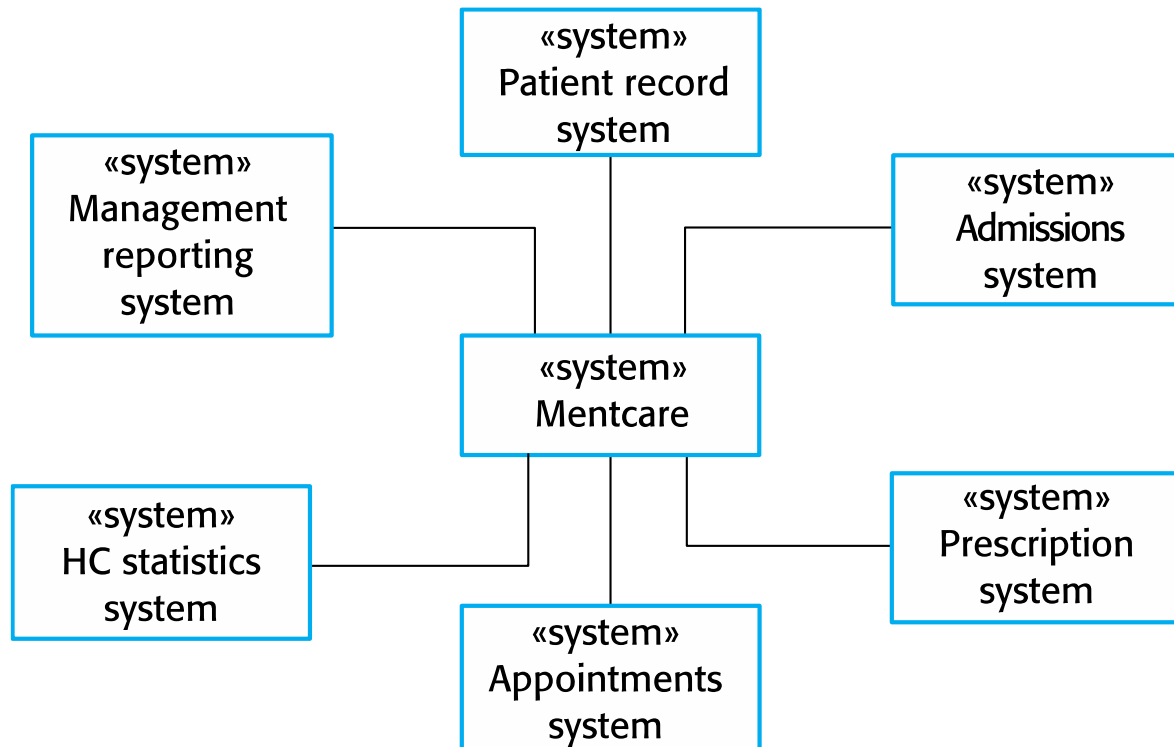 «system»
Patient record
system
«system»
Management
reporting
system
«system»
Admissions
system
«system»
Mentcare
«system»
HC statistics
system
«system»
Prescription
system
«system»
Appointments
system